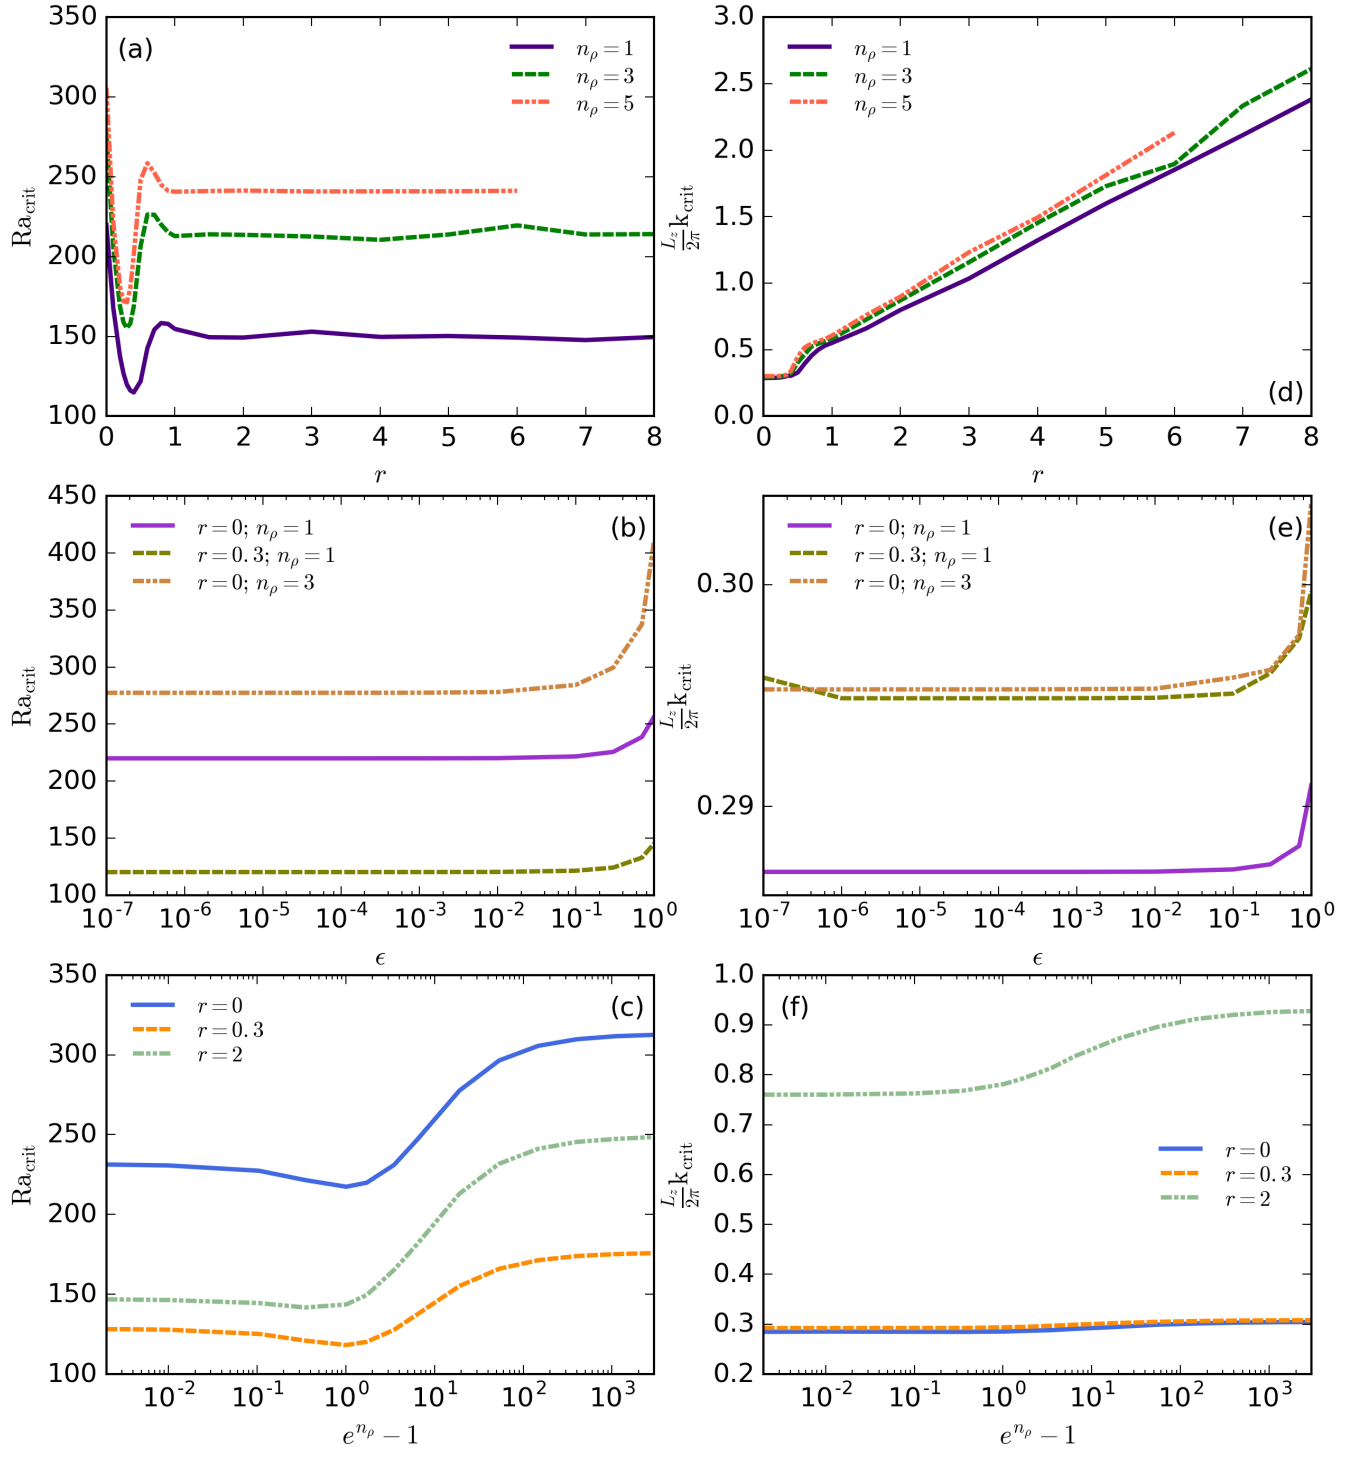 (a)
n_ρ = 1
n_ρ = 3
n_ρ = 5
350
300
250
200
150
100
Ra_crit
0 1 2 3 4 5 6 7 8
r
(d)
n_ρ = 1
n_ρ = 3
n_ρ = 5
3.0
2.5
2.0
1.5
1.0
0.5
0.0
L_z/2π k_crit
0 1 2 3 4 5 6 7 8
r
(b)
r = 0; n_ρ = 1
r = 0.3; n_ρ = 1
r = 0; n_ρ = 3
450
400
350
300
250
200
150
100
Ra_crit
10^-7 10^-6 10^-5 10^-4 10^-3 10^-2 10^-1 10^0
ϵ
(e)
r = 0; n_ρ = 1
r = 0.3; n_ρ = 1
r = 0; n_ρ = 3
0.30
0.29
L_z/2π k_crit
10^-7 10^-6 10^-5 10^-4 10^-3 10^-2 10^-1 10^0
ϵ
(c)
r = 0
r = 0.3
r = 2
350
300
250
200
150
100
Ra_crit
10^-2 10^-1 10^0 10^1 10^2 10^3
e^{n_ρ} − 1
(f)
r = 0
r = 0.3
r = 2
1.0
0.9
0.8
0.7
0.6
0.5
0.4
0.3
0.2
L_z/2π k_crit
10^-2 10^-1 10^0 10^1 10^2 10^3
e^{n_ρ} − 1